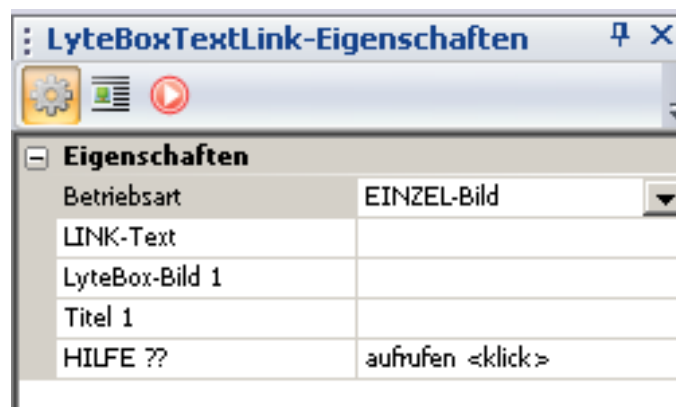 LyteBoxTextLink-Eigenschaften
Eigenschaften
Betriebsart EINZEL-Bild
LINK-Text
LyteBox-Bild 1
Titel 1
HILFE ?? aufrufen <klick>